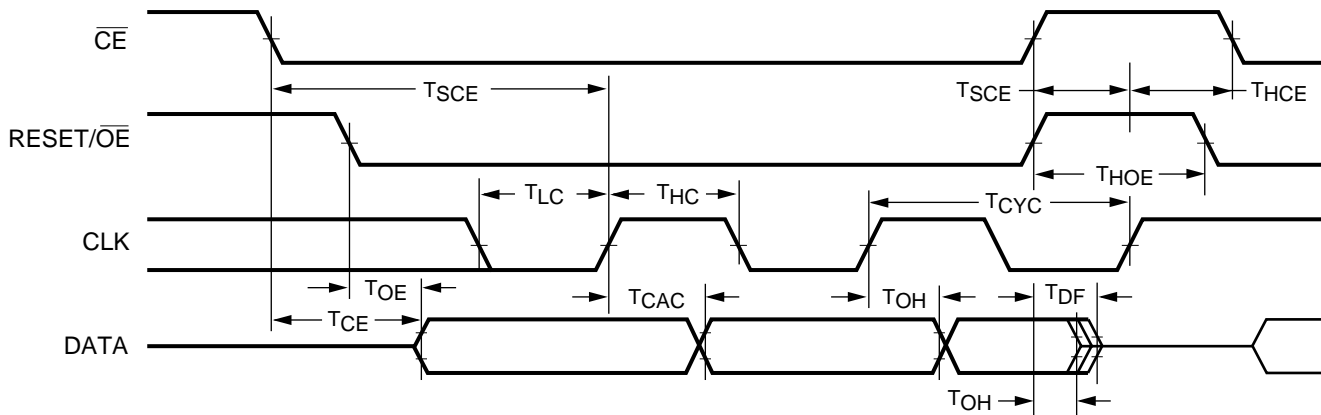 CE
TSCE
TSCE
THCE
RESET/OE
THOE
TLC
THC
TCYC
CLK
TOE
TCAC
TOH
TDF
TCE
DATA
TOH